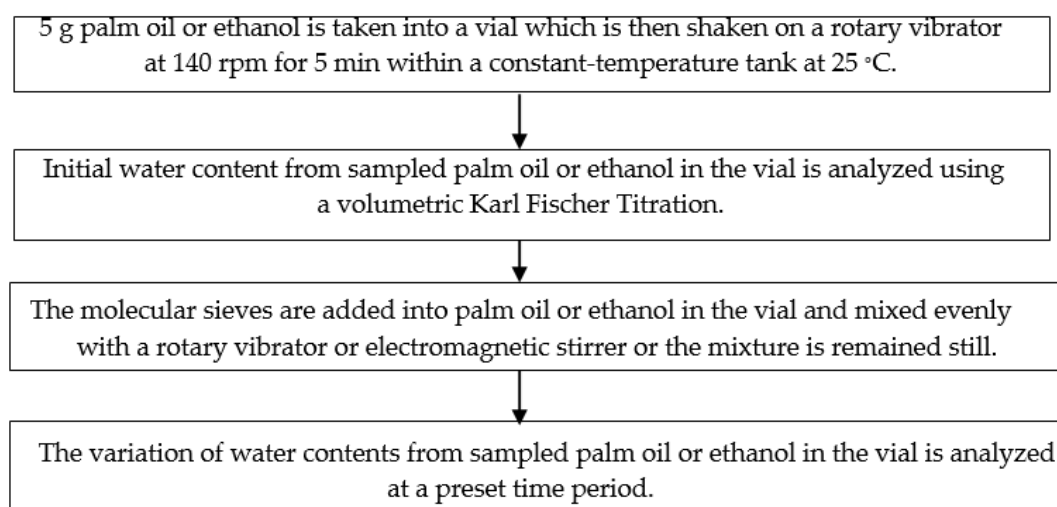 5 g palm oil or ethanol is taken into a vial which is then shaken on a rotary vibrator
at 140 rpm for 5 min within a constant-temperature tank at 25 °C.
Initial water content from sampled palm oil or ethanol in the vial is analyzed using
a volumetric Karl Fischer Titration.
The molecular sieves are added into palm oil or ethanol in the vial and mixed evenly
with a rotary vibrator or electromagnetic stirrer or the mixture is remained still.
The variation of water contents from sampled palm oil or ethanol in the vial is analyzed
at a preset time period.